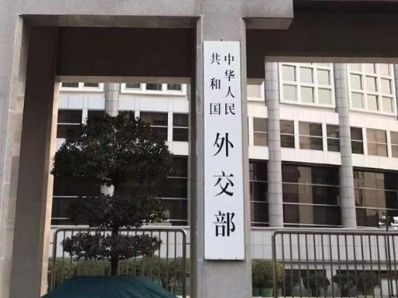 中华人民
共和国
外交部